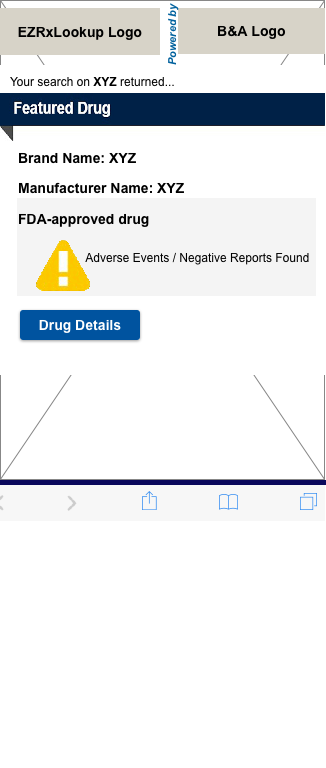 EZRxLookup Logo
Powered by
B&A Logo
Your search on XYZ returned...
Featured Drug
Brand Name: XYZ
Manufacturer Name: XYZ
FDA-approved drug
Adverse Events / Negative Reports Found
Drug Details